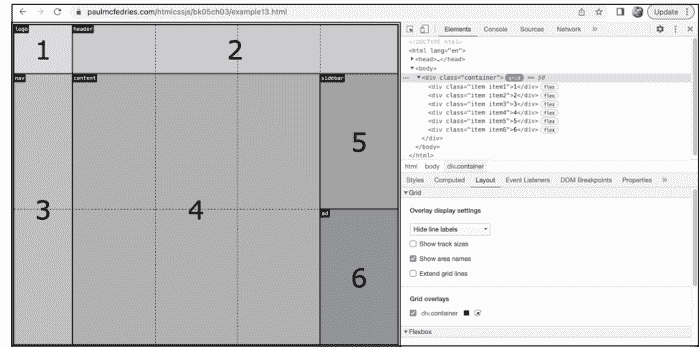 paulmcfedries.com/htmlcssjs/bk05ch03/example13.html
Update
logo
header
1
2
nav
content
sidebar
3
4
5
ad
6
Elements Console Sources Network »
<!DOCTYPE html>
<html lang="en">
<head>…</head>
<body>
<div class="container"> grid == $0
<div class="item item1">1</div> flex
<div class="item item2">2</div> flex
<div class="item item3">3</div> flex
<div class="item item4">4</div> flex
<div class="item item5">5</div> flex
<div class="item item6">6</div> flex
</div>
</body>
</html>
html body div.container
Styles Computed Layout Event Listeners DOM Breakpoints Properties »
Grid
Overlay display settings
Hide line labels
Show track sizes
Show area names
Extend grid lines
Grid overlays
div.container
Flexbox